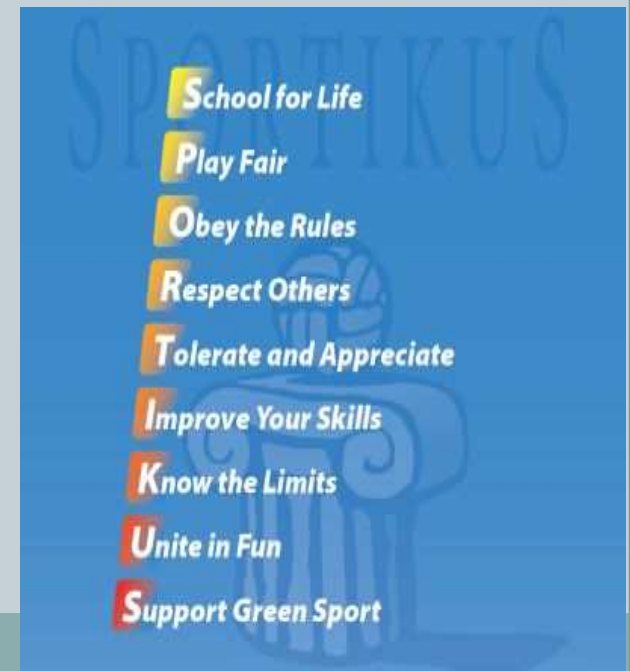 SPORTIKUS
School for Life
Play Fair
Obey the Rules
Respect Others
Tolerate and Appreciate
Improve Your Skills
Know the Limits
Unite in Fun
Support Green Sport